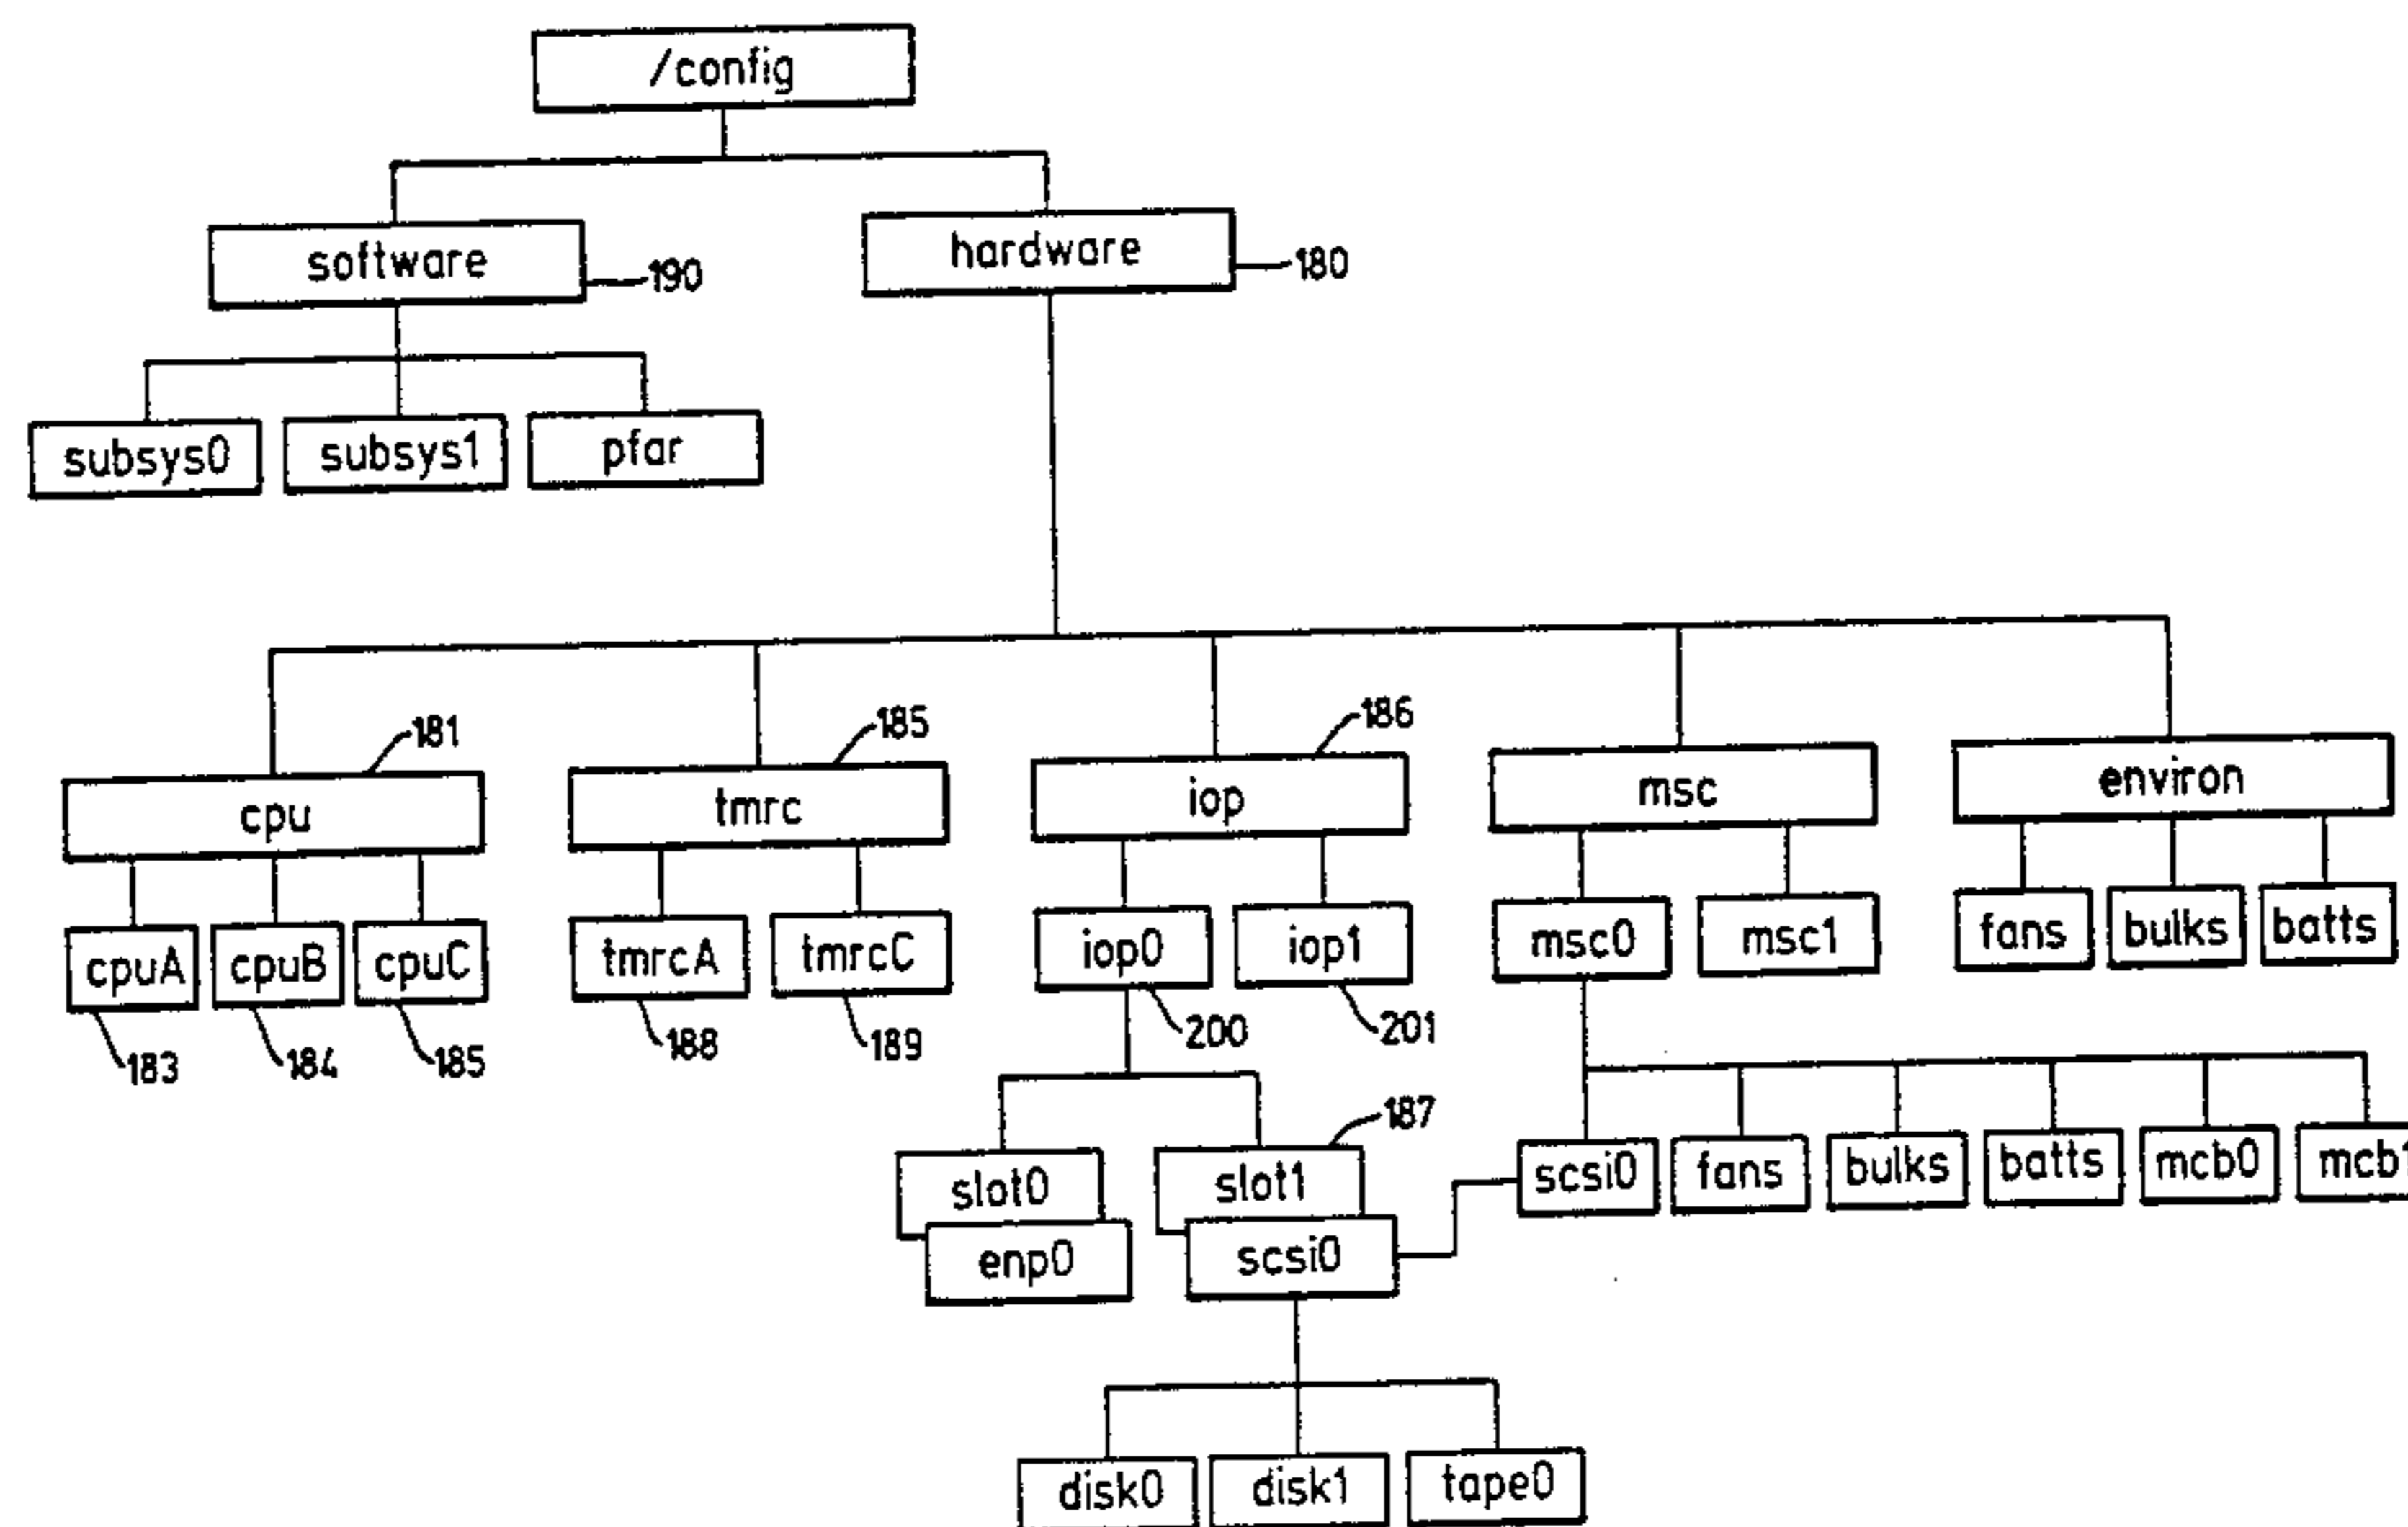 /config
software
190
hardware
180
subsys0
subsys1
pfar
181
185
186
cpu
tmrc
iop
msc
environ
cpuA
cpuB
cpuC
tmrcA
tmrcC
iop0
iop1
msc0
msc1
fans
bulks
batts
183
184
185
188
189
200
201
187
slot0
slot1
scsi0
fans
bulks
batts
mcb0
mcb1
enp0
scsi0
disk0
disk1
tape0